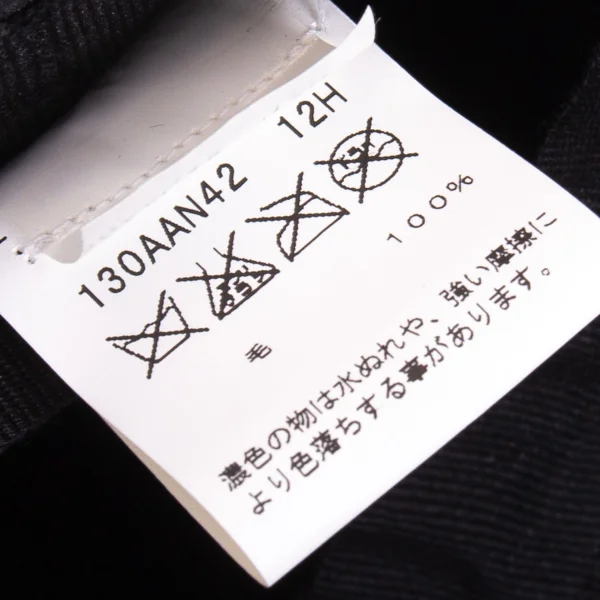 130AAN42 12H
毛 100%
濃色の物は水ぬれや、強い摩擦に
より色落ちする事があります。